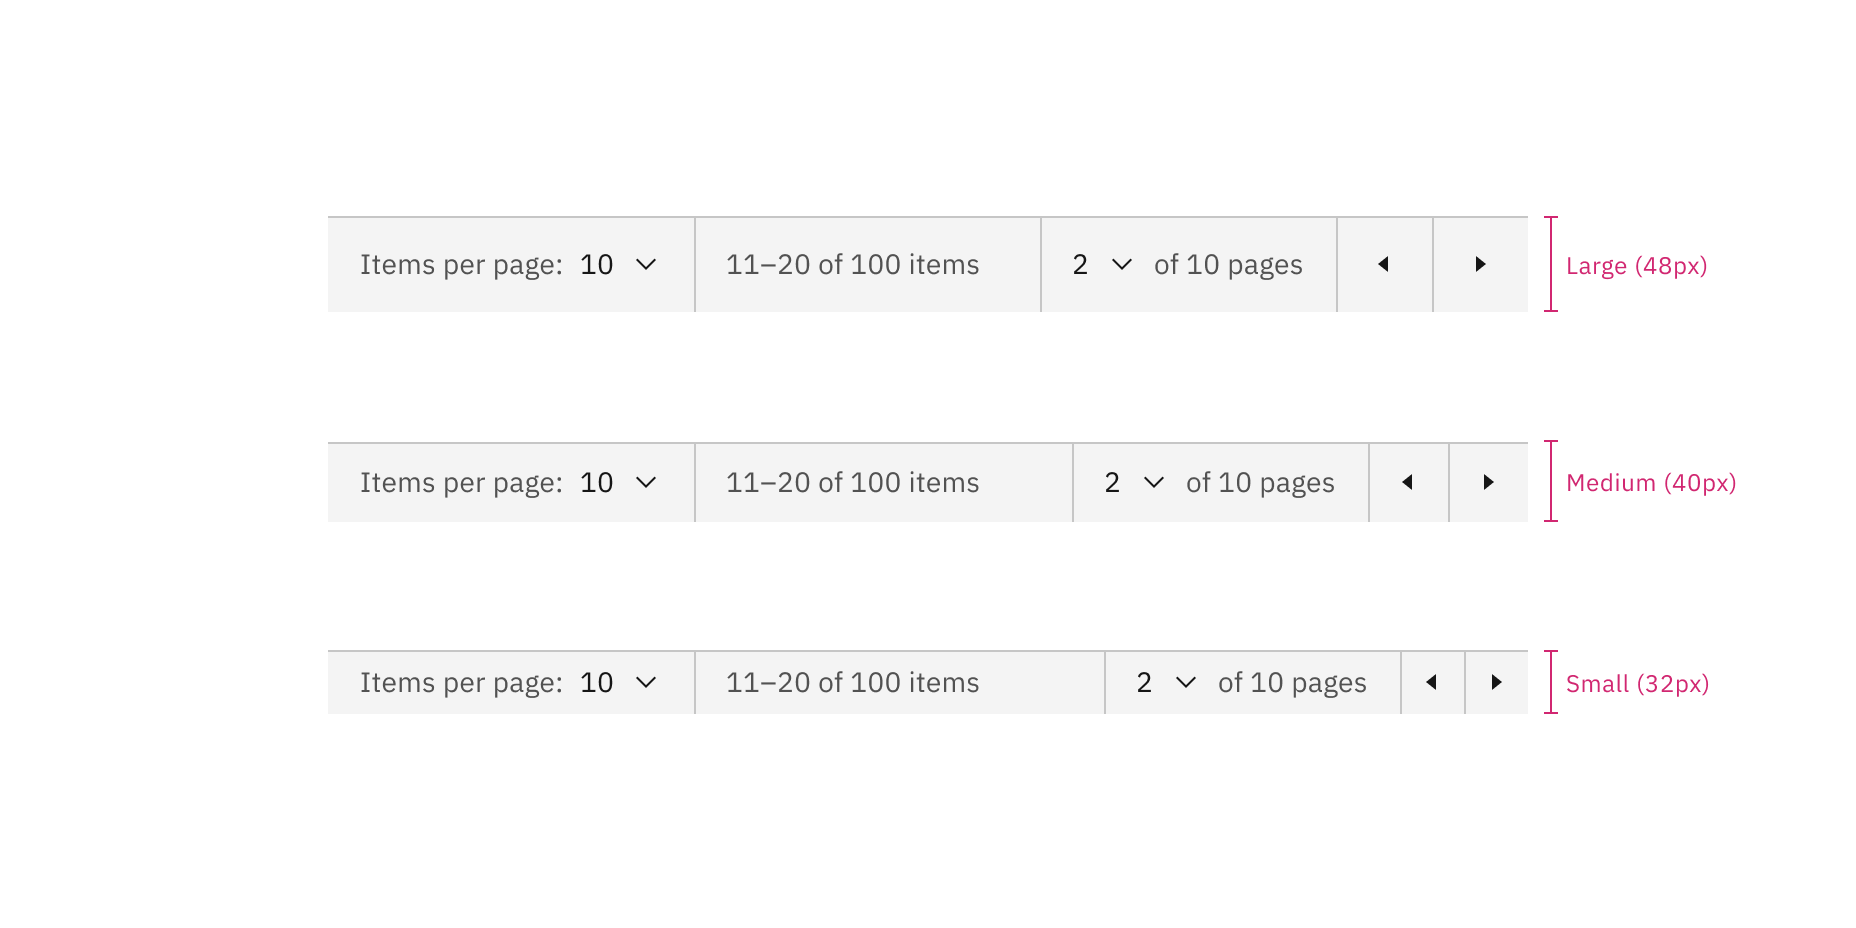 Items per page: 10 11–20 of 100 items 2 of 10 pages Large (48px)
Items per page: 10 11–20 of 100 items 2 of 10 pages Medium (40px)
Items per page: 10 11–20 of 100 items 2 of 10 pages Small (32px)